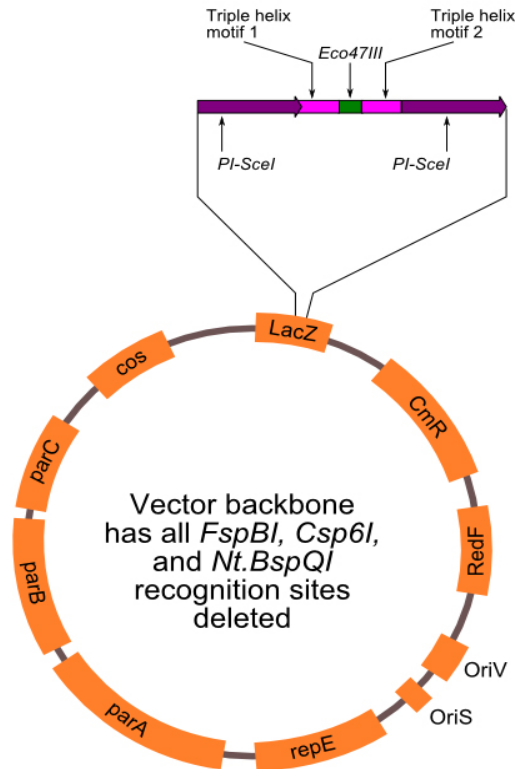 Triple helix
motif 1
Eco47III
Triple helix
motif 2
PI-SceI
PI-SceI
LacZ
cos
CmR
parC
RedF
parB
Vector backbone
has all FspBI, Csp6I,
and Nt.BspQI
recognition sites
deleted
OriV
OriS
parA
repE